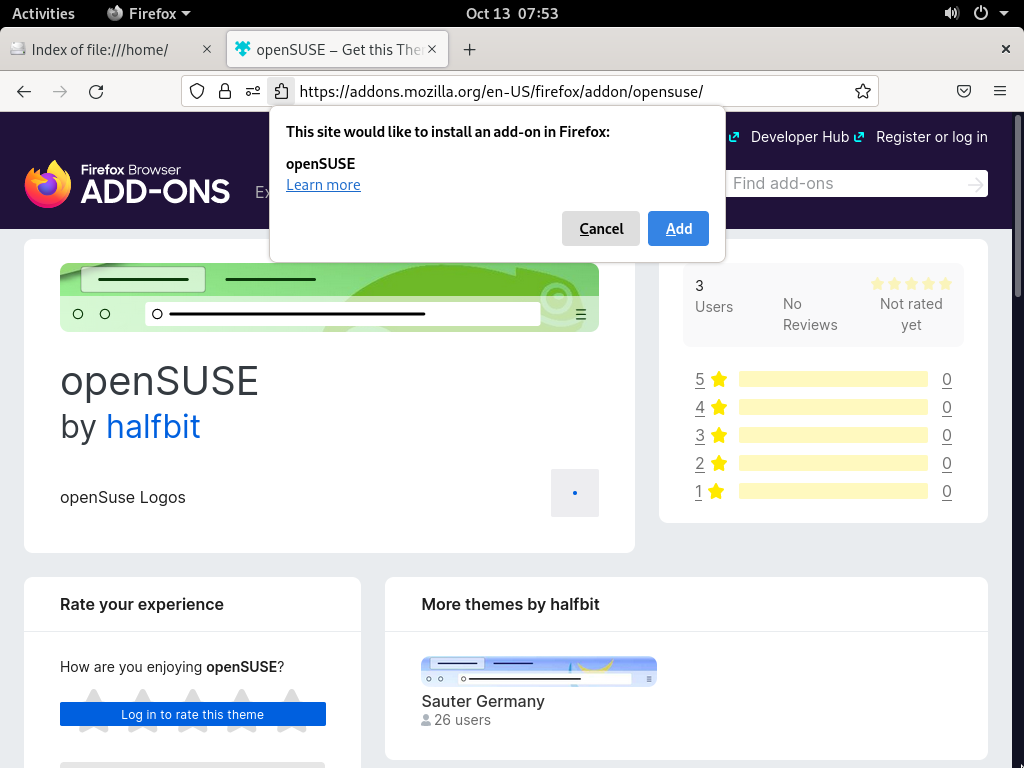 Activities
Firefox
Oct 13 07:53
Index of file:///home/
openSUSE – Get this The
https://addons.mozilla.org/en-US/firefox/addon/opensuse/
This site would like to install an add-on in Firefox:
openSUSE
Learn more
Cancel
Add
Developer Hub
Register or log in
Firefox Browser
ADD-ONS
Ex
Find add-ons
openSUSE
by halfbit
openSuse Logos
3
Users
No
Reviews
Not rated
yet
5 0
4 0
3 0
2 0
1 0
Rate your experience
How are you enjoying openSUSE?
Log in to rate this theme
More themes by halfbit
Sauter Germany
26 users